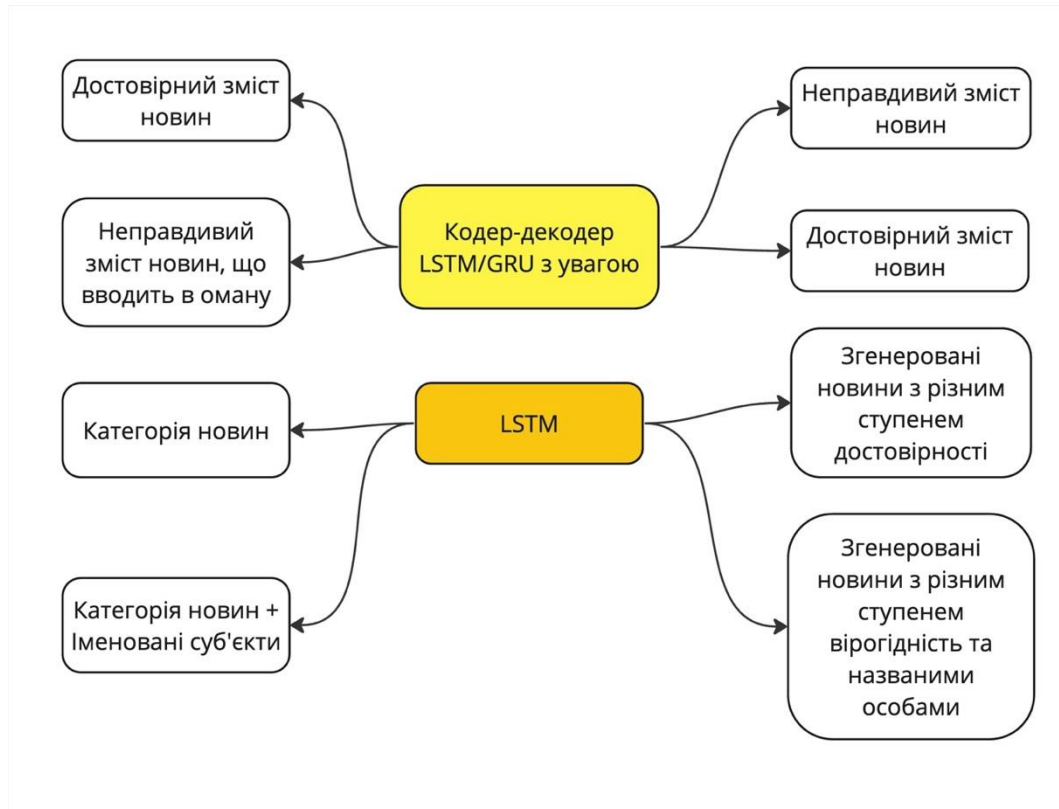 Достовірний зміст
новин
Неправдивий зміст
новин
Неправдивий
зміст новин, що
вводить в оману
Кодер-декодер
LSTM/GRU з увагою
Достовірний зміст
новин
Категорія новин
LSTM
Згенеровані
новини з різним
ступенем
достовірності
Категорія новин +
Іменовані суб'єкти
Згенеровані
новини з різним
ступенем
вірогідність та
названими
особами